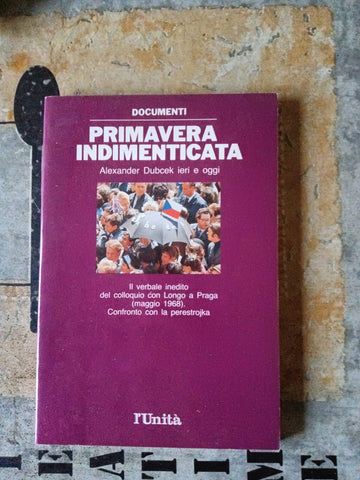 DOCUMENTI
PRIMAVERA
INDIMENTICATA
Alexander Dubcek ieri e oggi
Il verbale inedito
del colloquio con Longo a Praga
(maggio 1968).
Confronto con la perestrojka
l'Unità